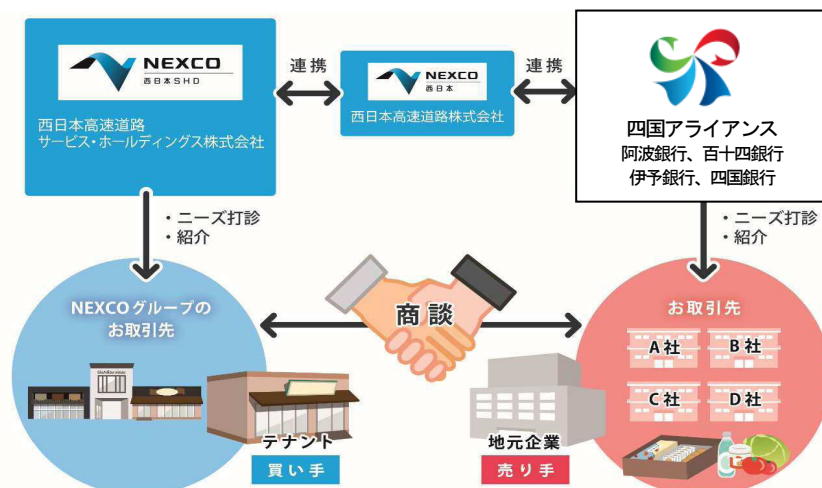 NEXCO
西日本SHD
西日本高速道路
サービス・ホールディングス株式会社
連携
NEXCO
西日本
西日本高速道路株式会社
連携
四国アライアンス
阿波銀行、百十四銀行
伊予銀行、四国銀行
・ニーズ打診
・紹介
・ニーズ打診
・紹介
NEXCOグループの
お取引先
商談
お取引先
A社
B社
C社
D社
テナント
買い手
地元企業
売り手